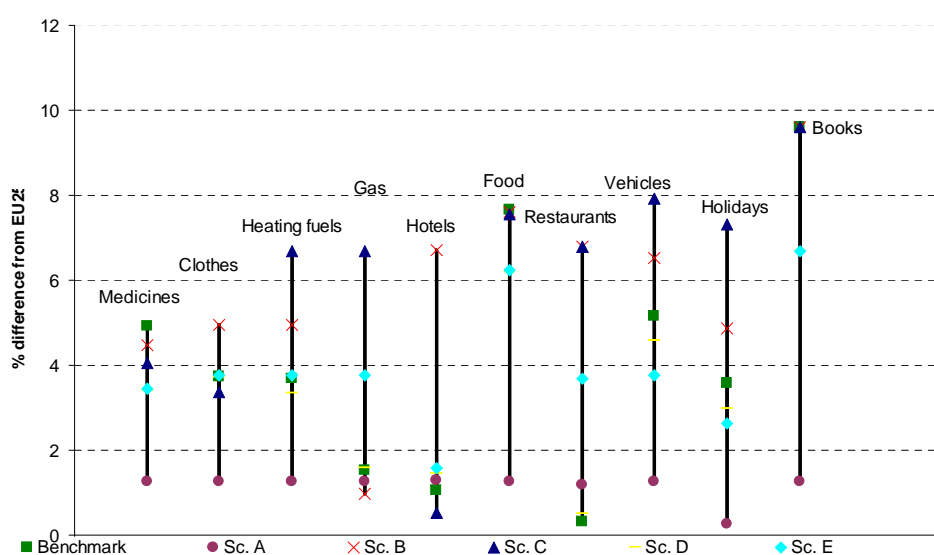 12
10
8
6
4
2
0
% difference from EU25
Medicines
Clothes
Heating fuels
Gas
Hotels
Food
Restaurants
Vehicles
Holidays
Books
Benchmark Sc. A Sc. B Sc. C Sc. D Sc. E